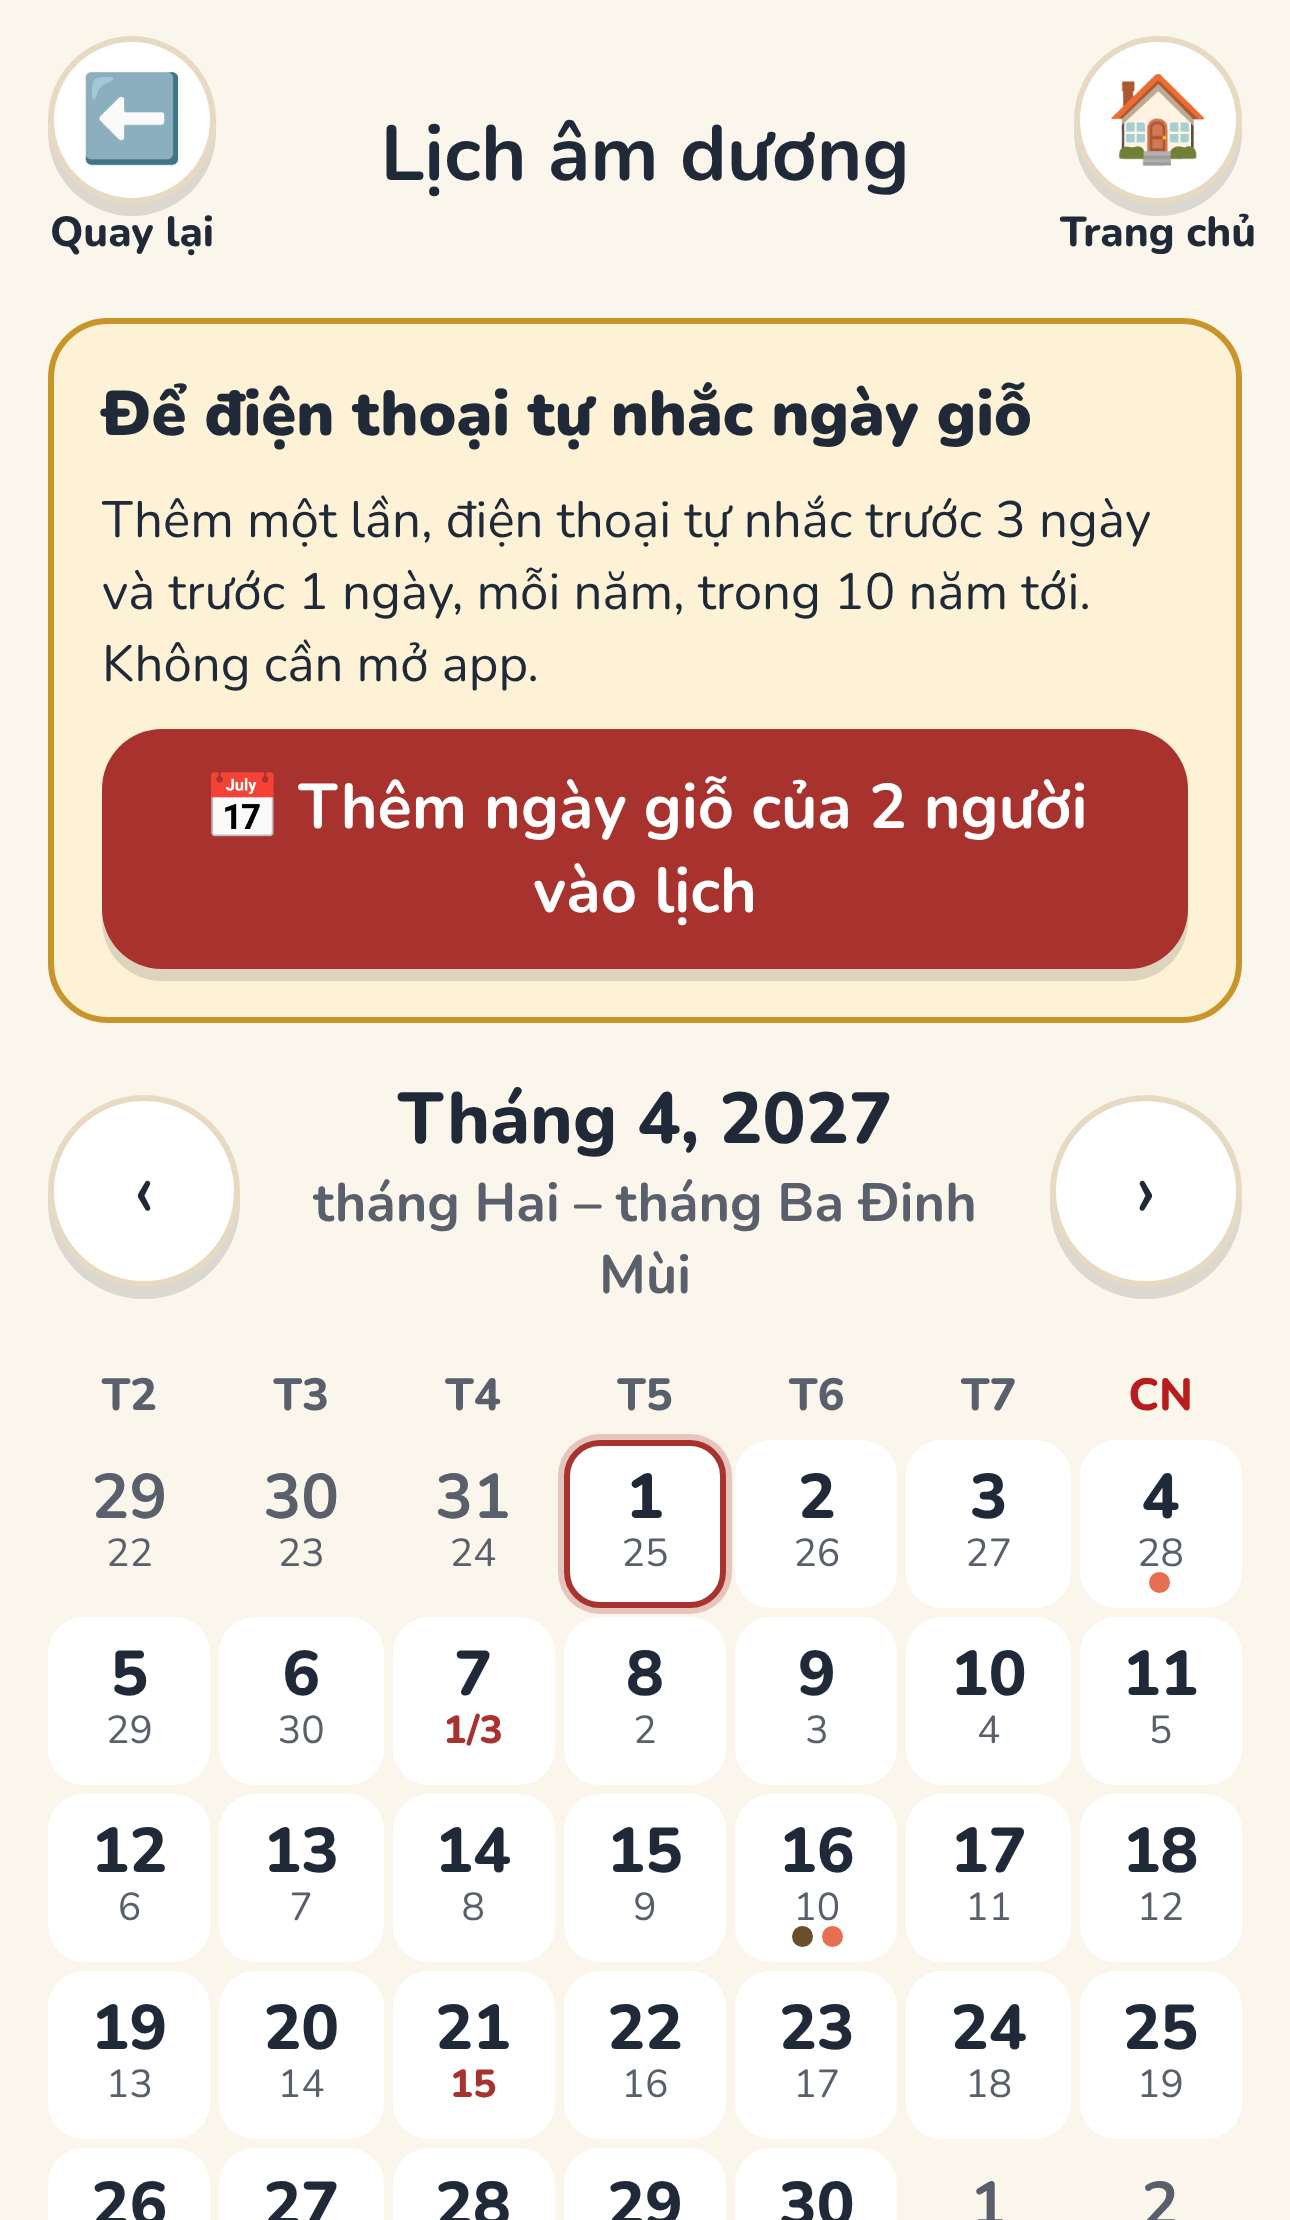 Lịch âm dương
Quay lại
Trang chủ
Để điện thoại tự nhắc ngày giỗ
Thêm một lần, điện thoại tự nhắc trước 3 ngày
và trước 1 ngày, mỗi năm, trong 10 năm tới.
Không cần mở app.
July 17 Thêm ngày giỗ của 2 người
vào lịch
‹ Tháng 4, 2027 ›
tháng Hai – tháng Ba Đinh
Mùi
T2 T3 T4 T5 T6 T7 CN
29 30 31 1 2 3 4
22 23 24 25 26 27 28
5 6 7 8 9 10 11
29 30 1/3 2 3 4 5
12 13 14 15 16 17 18
6 7 8 9 10 11 12
19 20 21 22 23 24 25
13 14 15 16 17 18 19
26 27 28 29 30 1 2